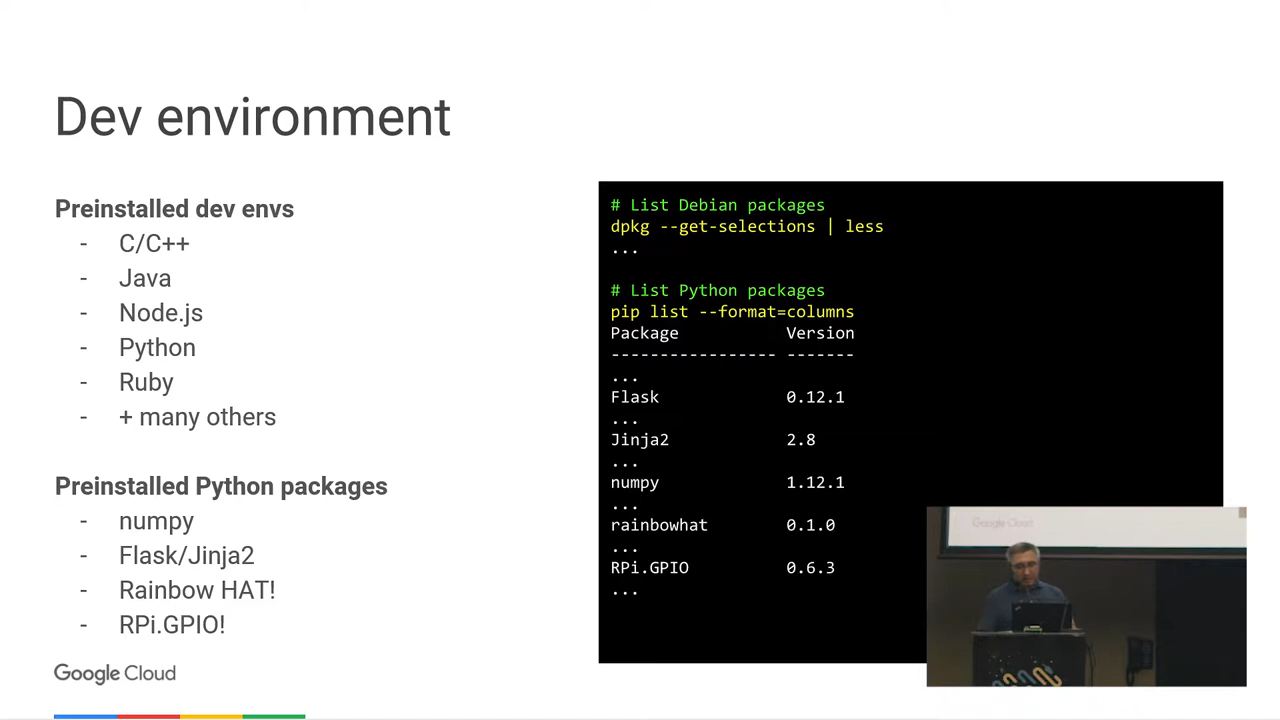 Dev environment
Preinstalled dev envs
- C/C++
- Java
- Node.js
- Python
- Ruby
- + many others
Preinstalled Python packages
- numpy
- Flask/Jinja2
- Rainbow HAT!
- RPi.GPIO!
Google Cloud
# List Debian packages
dpkg --get-selections | less
...
# List Python packages
pip list --format=columns
Package Version
----------------- -------
...
Flask 0.12.1
...
Jinja2 2.8
...
numpy 1.12.1
...
rainbowhat 0.1.0
...
RPi.GPIO 0.6.3
...
Google Cloud